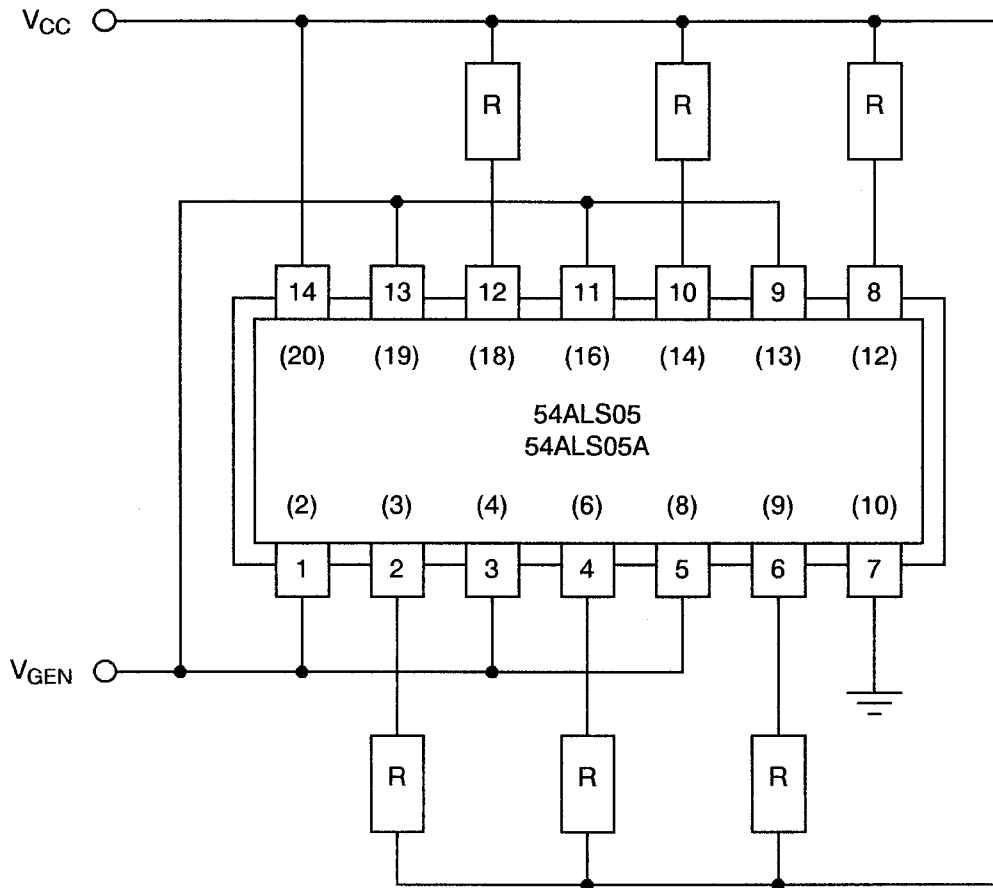 VCC
R R R
14 13 12 11 10 9 8
(20) (19) (18) (16) (14) (13) (12)
54ALS05
54ALS05A
(2) (3) (4) (6) (8) (9) (10)
1 2 3 4 5 6 7
VGEN
R R R